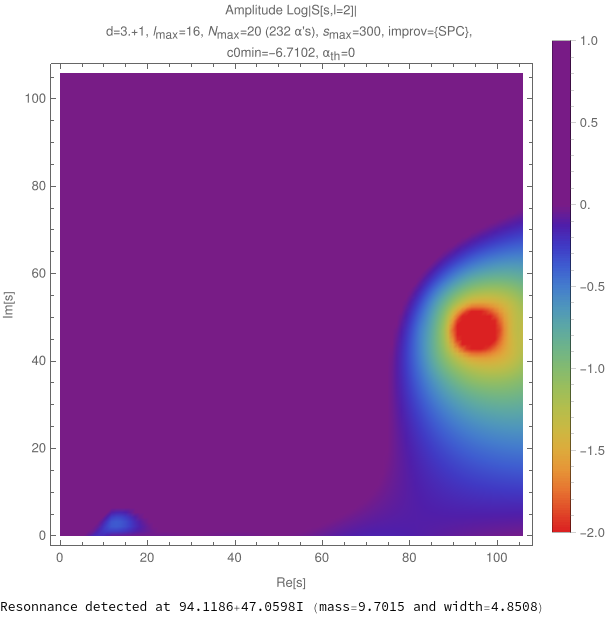 Amplitude Log|S[s,l=2]|
d=3.+1, lmax=16, Nmax=20 (232 α's), smax=300, improv={SPC},
c0min=−6.7102, αth=0
1.0
0.5
0.
−0.5
−1.0
−1.5
−2.0
100
80
60
40
20
0
Im[s]
0 20 40 60 80 100
Re[s]
Resonnance detected at 94.1186+47.0598I (mass=9.7015 and width=4.8508)